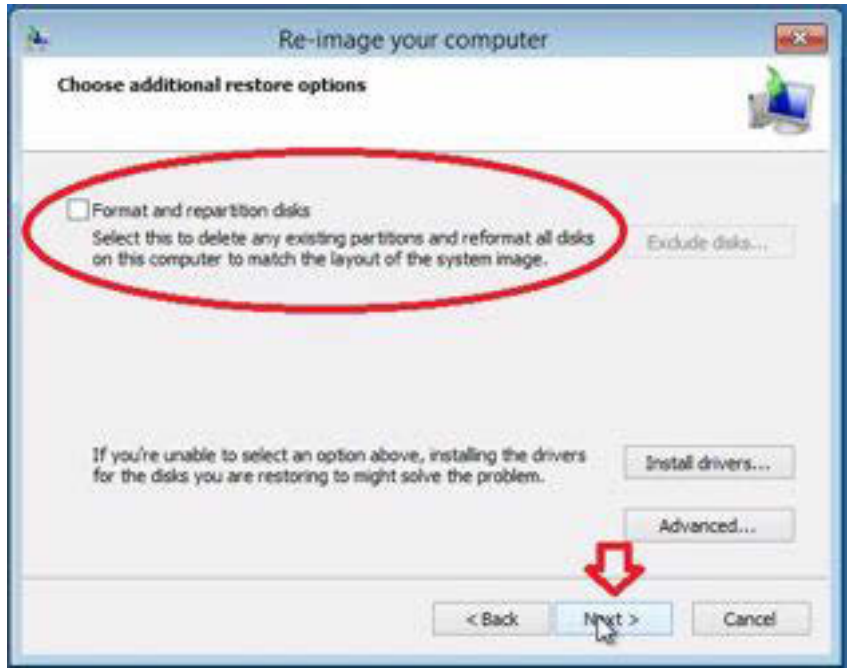 Re-image your computer
Choose additional restore options
Format and repartition disks
Select this to delete any existing partitions and reformat all disks
on this computer to match the layout of the system image.
Exclude disks...
If you're unable to select an option above, installing the drivers
for the disks you are restoring to might solve the problem.
Install drivers...
Advanced...
< Back
Next >
Cancel